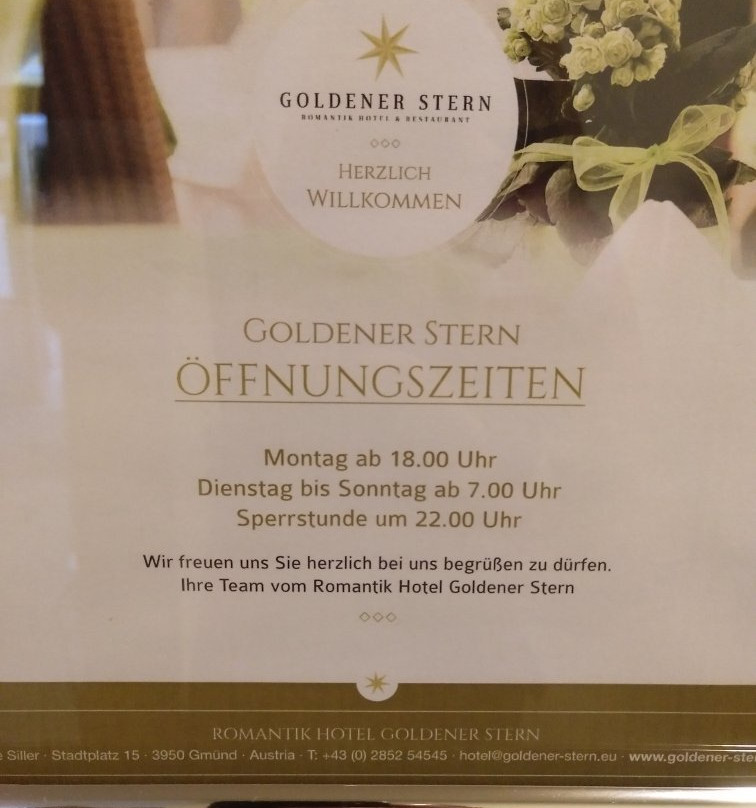 GOLDENER STERN
ROMANTIK HOTEL & RESTAURANT
HERZLICH
WILLKOMMEN
GOLDENER STERN
ÖFFNUNGSZEITEN
Montag ab 18.00 Uhr
Dienstag bis Sonntag ab 7.00 Uhr
Sperrstunde um 22.00 Uhr
Wir freuen uns Sie herzlich bei uns begrüßen zu dürfen.
Ihre Team vom Romantik Hotel Goldener Stern
ROMANTIK HOTEL GOLDENER STERN
Siller · Stadtplatz 15 · 3950 Gmünd · Austria · T: +43 (0) 2852 54545 · hotel@goldener-stern.eu · www.goldener-ster